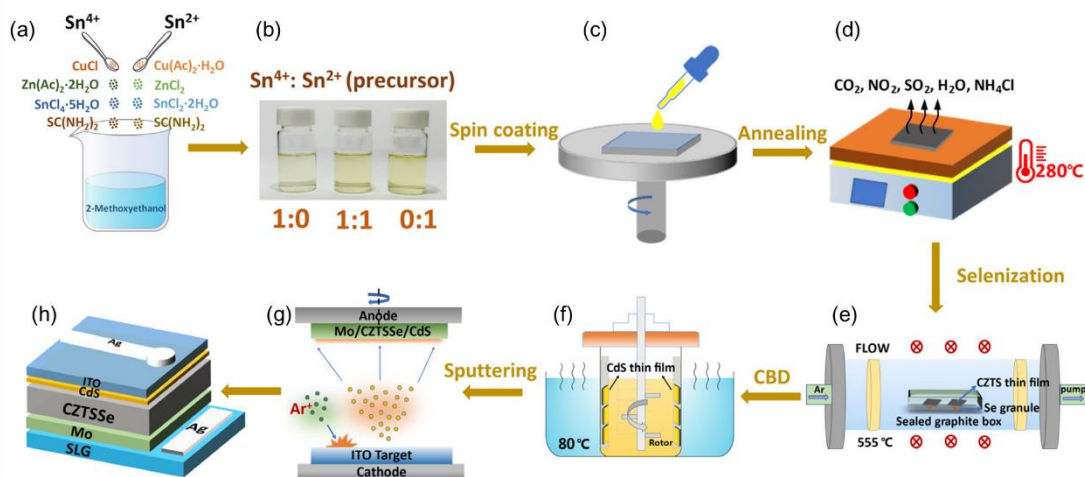 (a)
Sn⁴⁺ Sn²⁺
CuCl Cu(Ac)₂·H₂O
Zn(Ac)₂·2H₂O ZnCl₂
SnCl₄·5H₂O SnCl₂·2H₂O
SC(NH₂)₂ SC(NH₂)₂
2-Methoxyethanol
(b)
Sn⁴⁺: Sn²⁺ (precursor)
1:0 1:1 0:1
Spin coating
(c)
Annealing
(d)
CO₂, NO₂, SO₂, H₂O, NH₄Cl
280℃
Selenization
(e)
FLOW
Ar
CZTS thin film
Se granule
Sealed graphite box
pump
555 ℃
CBD
(f)
CdS thin film
80 ℃
Rotor
Sputtering
(g)
Anode
Mo/CZTSSe/CdS
Ar⁺
ITO Target
Cathode
(h)
Ag
ITO
CdS
CZTSSe
Mo
Ag
SLG